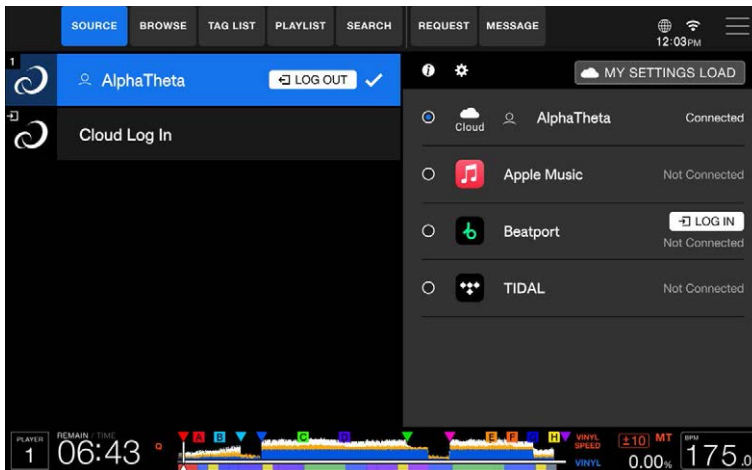 SOURCE BROWSE TAG LIST PLAYLIST SEARCH REQUEST MESSAGE
12:03PM
1
AlphaTheta LOG OUT
Cloud Log In
i MY SETTINGS LOAD
Cloud AlphaTheta Connected
Apple Music Not Connected
LOG IN
Beatport
Not Connected
TIDAL Not Connected
PLAYER
1
REMAIN / TIME
06:43
Q
A B C D E F G H
VINYL SPEED
VINYL
±10 MT
0.00%
BPM
175.0